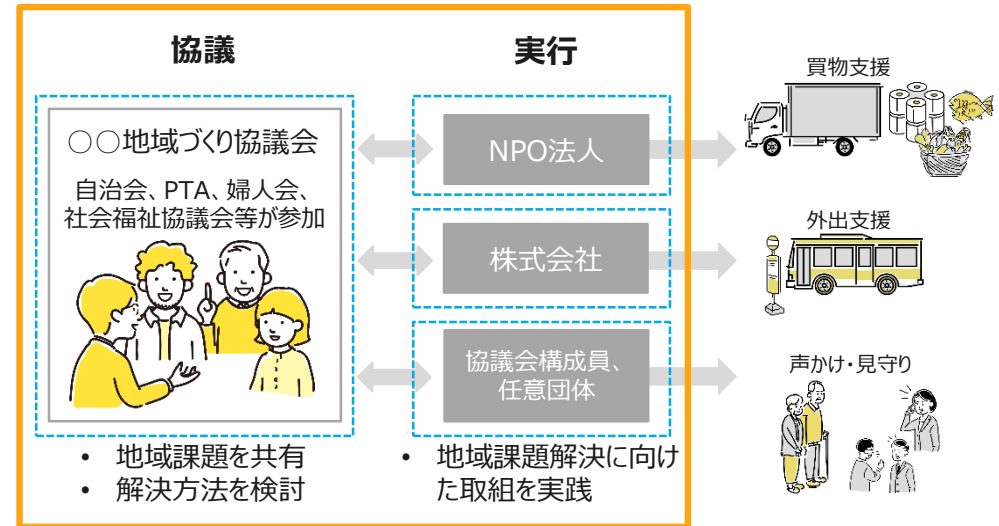 協議
実行
○○地域づくり協議会
自治会、PTA、婦人会、
社会福祉協議会等が参加
NPO法人
株式会社
協議会構成員、
任意団体
• 地域課題を共有
• 解決方法を検討
• 地域課題解決に向け
た取組を実践
買物支援
外出支援
声かけ・見守り